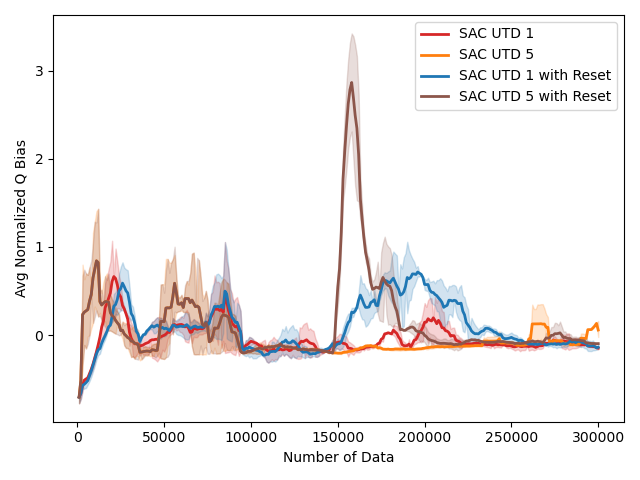 SAC UTD 1
SAC UTD 5
SAC UTD 1 with Reset
SAC UTD 5 with Reset
Avg Normalized Q Bias
3
2
1
0
0 50000 100000 150000 200000 250000 300000
Number of Data